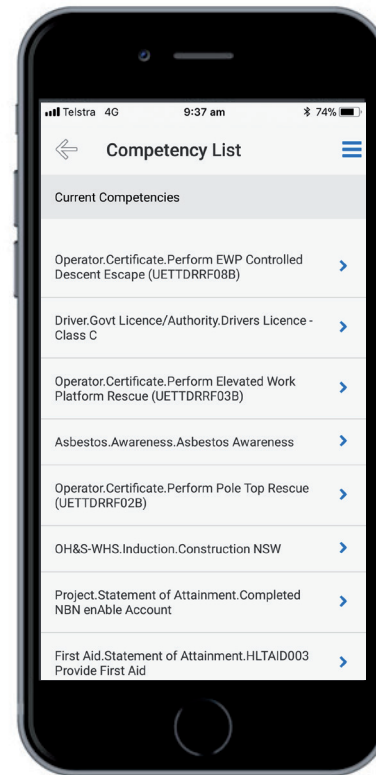 Telstra 4G 9:37 am 74%
Competency List
Current Competencies
Operator.Certificate.Perform EWP Controlled
Descent Escape (UETTDRRF08B)
Driver.Govt Licence/Authority.Drivers Licence -
Class C
Operator.Certificate.Perform Elevated Work
Platform Rescue (UETTDRRF03B)
Asbestos.Awareness.Asbestos Awareness
Operator.Certificate.Perform Pole Top Rescue
(UETTDRRF02B)
OH&S-WHS.Induction.Construction NSW
Project.Statement of Attainment.Completed
NBN enAble Account
First Aid.Statement of Attainment.HLTAID003
Provide First Aid